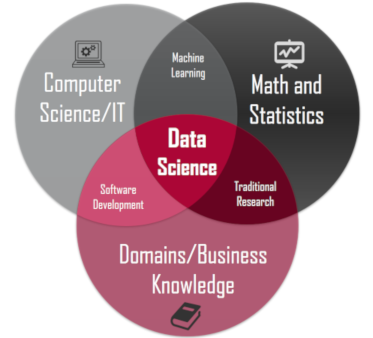 Machine
Learning
Computer
Science/IT
Math and
Statistics
Data
Science
Software
Development
Traditional
Research
Domains/Business
Knowledge